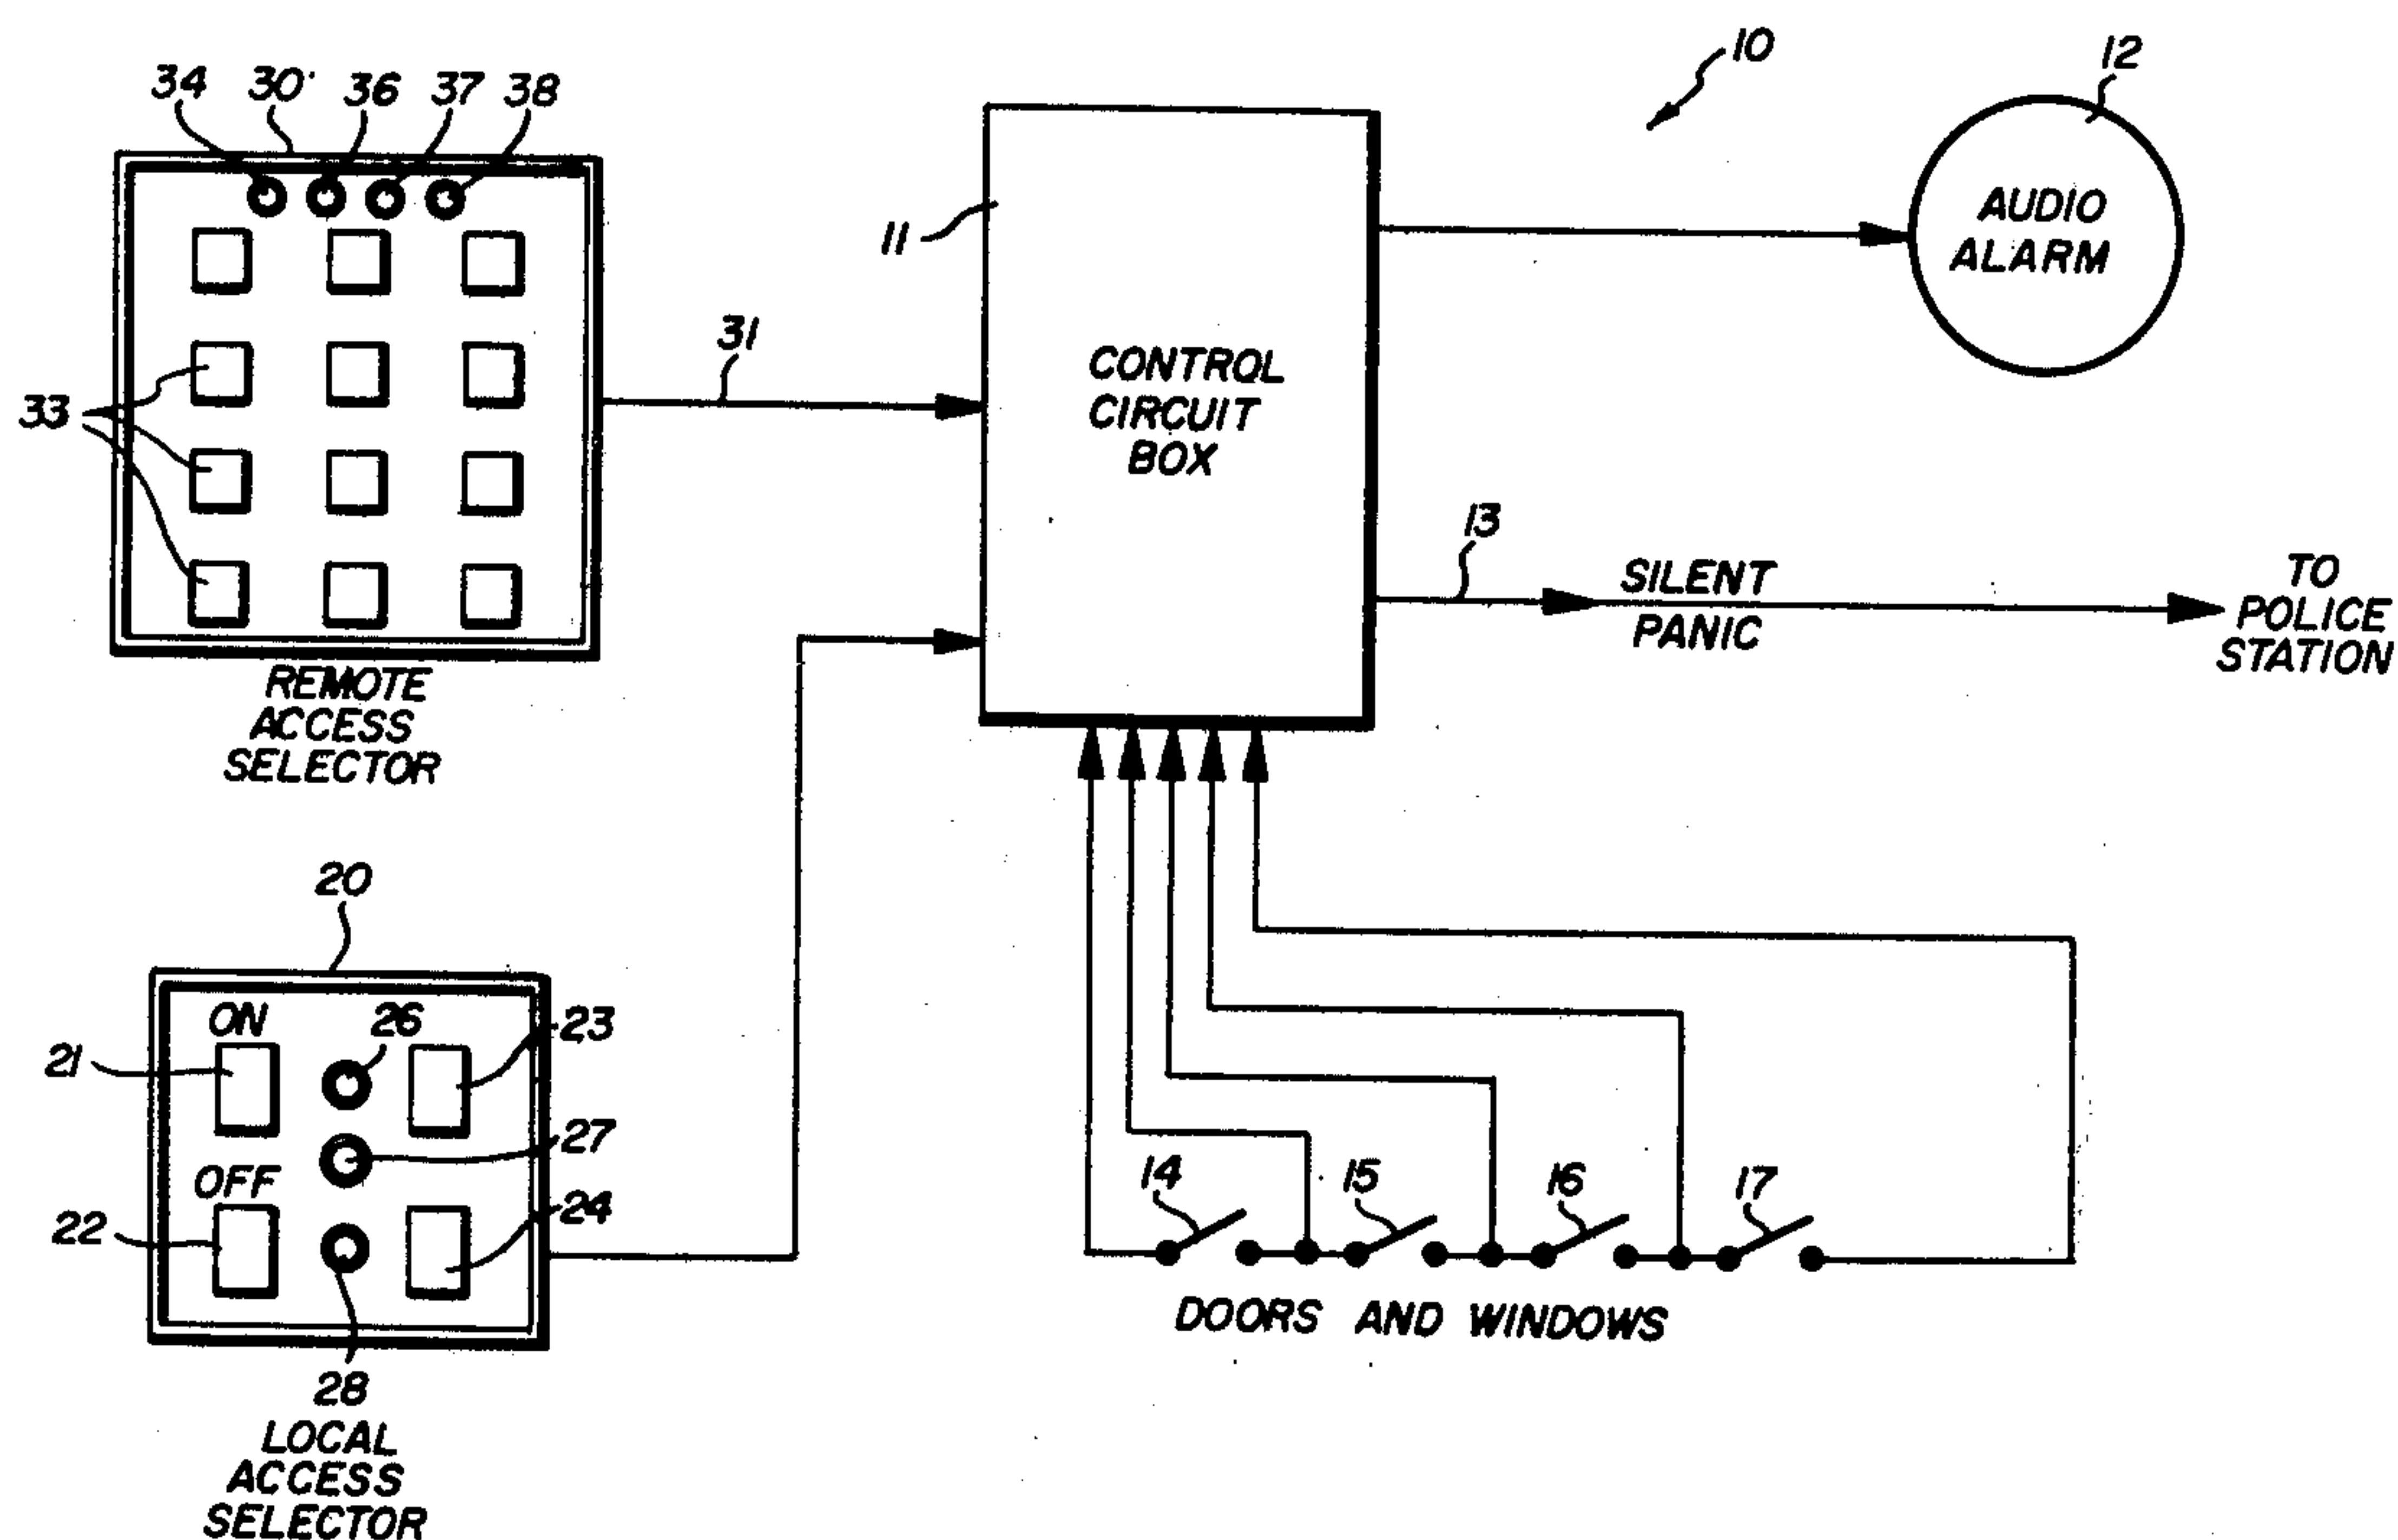 34 30 36 37 38
10
12
AUDIO
ALARM
11
31
33
CONTROL
CIRCUIT
BOX
13
SILENT
PANIC
TO
POLICE
STATION
REMOTE
ACCESS
SELECTOR
20
ON
26
23
21
27
OFF
22
24
28
LOCAL
ACCESS
SELECTOR
14
15
16
17
DOORS AND WINDOWS